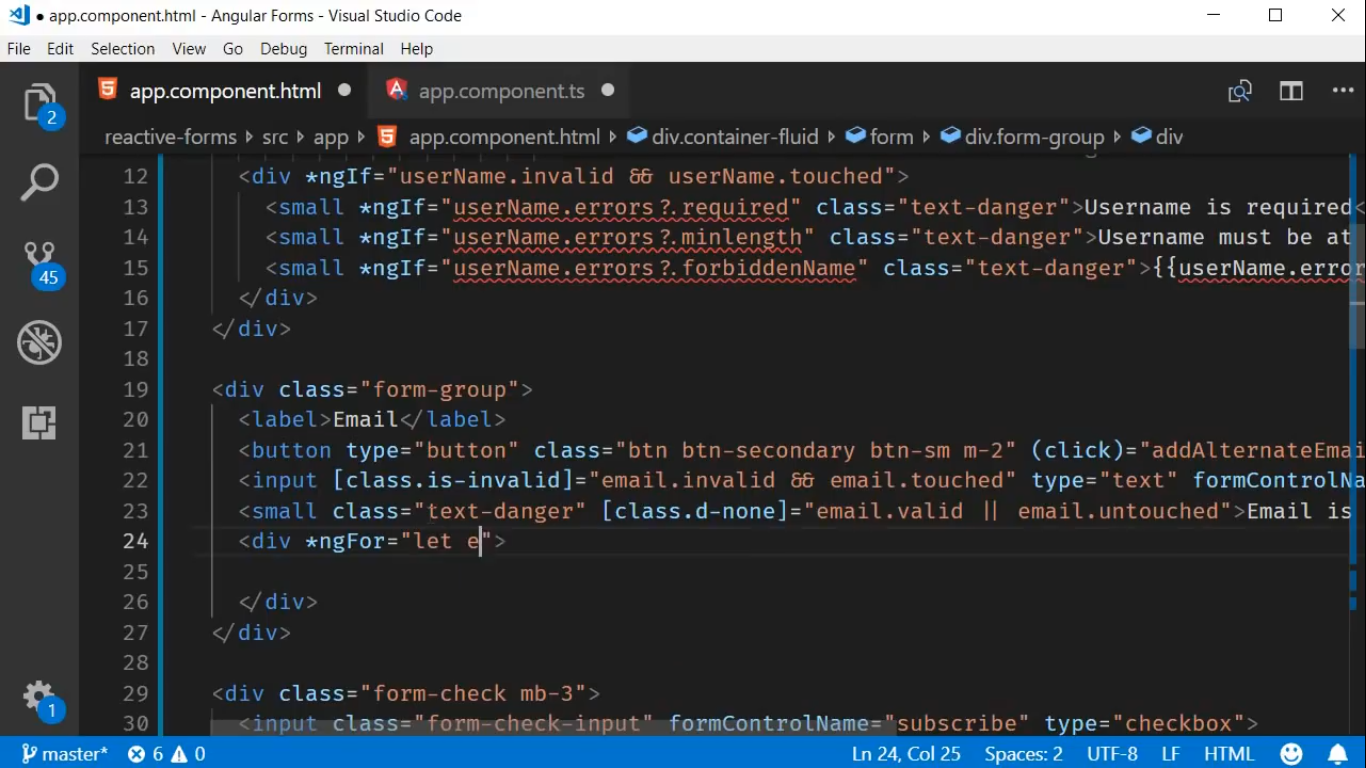 ● app.component.html - Angular Forms - Visual Studio Code
File Edit Selection View Go Debug Terminal Help
2
app.component.html ●
app.component.ts ●
reactive-forms › src › app › app.component.html › div.container-fluid › form › div.form-group › div
12 <div *ngIf="userName.invalid && userName.touched">
13 <small *ngIf="userName.errors?.required" class="text-danger">Username is required<
14 <small *ngIf="userName.errors?.minlength" class="text-danger">Username must be at
15 <small *ngIf="userName.errors?.forbiddenName" class="text-danger">{{userName.error
16 </div>
17 </div>
18
19 <div class="form-group">
20 <label>Email</label>
21 <button type="button" class="btn btn-secondary btn-sm m-2" (click)="addAlternateEmai
22 <input [class.is-invalid]="email.invalid && email.touched" type="text" formControlNa
23 <small class="text-danger" [class.d-none]="email.valid || email.untouched">Email is
24 <div *ngFor="let e">
25
26 </div>
27 </div>
28
29 <div class="form-check mb-3">
30 <input class="form-check-input" formControlName="subscribe" type="checkbox">
45
1
master* 6 0 Ln 24, Col 25 Spaces: 2 UTF-8 LF HTML